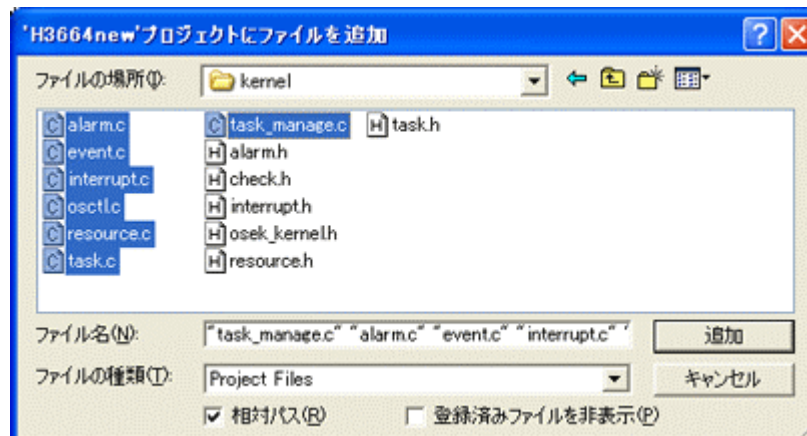 'H3664new'プロジェクトにファイルを追加
ファイルの場所(I):
kernel
alarm.c
event.c
interrupt.c
osctl.c
resource.c
task.c
task_manage.c
alarm.h
check.h
interrupt.h
osek_kernel.h
resource.h
task.h
ファイル名(N):
"task_manage.c" "alarm.c" "event.c" "interrupt.c" "
追加
ファイルの種類(T):
Project Files
キャンセル
相対パス(R)
登録済みファイルを非表示(P)